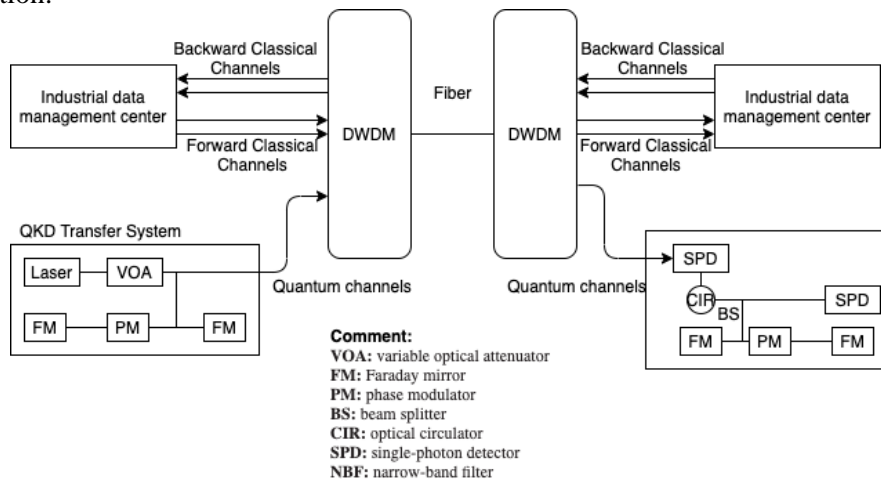 tion.
Backward Classical
Channels
Industrial data
management center
Forward Classical
Channels
DWDM
Fiber
DWDM
Backward Classical
Channels
Industrial data
management center
Forward Classical
Channels
QKD Transfer System
Laser
VOA
FM
PM
FM
Quantum channels
Quantum channels
SPD
CIR
BS
SPD
FM
PM
FM
Comment:
VOA: variable optical attenuator
FM: Faraday mirror
PM: phase modulator
BS: beam splitter
CIR: optical circulator
SPD: single-photon detector
NBF: narrow-band filter